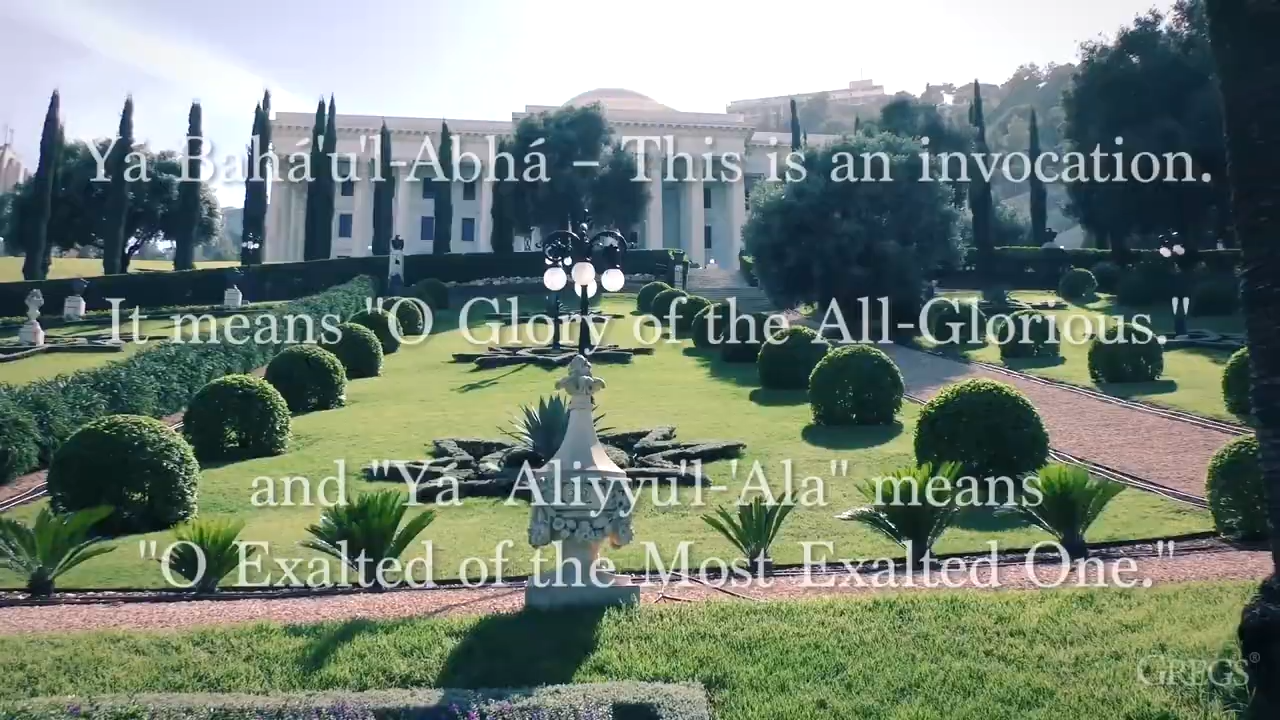 Ya Bahá'u'l-Abhá – This is an invocation.
It means "O Glory of the All-Glorious "
and "Yá 'Aliyyu'l-'Ala" means
"O Exalted of the Most Exalted One."
GREGS®